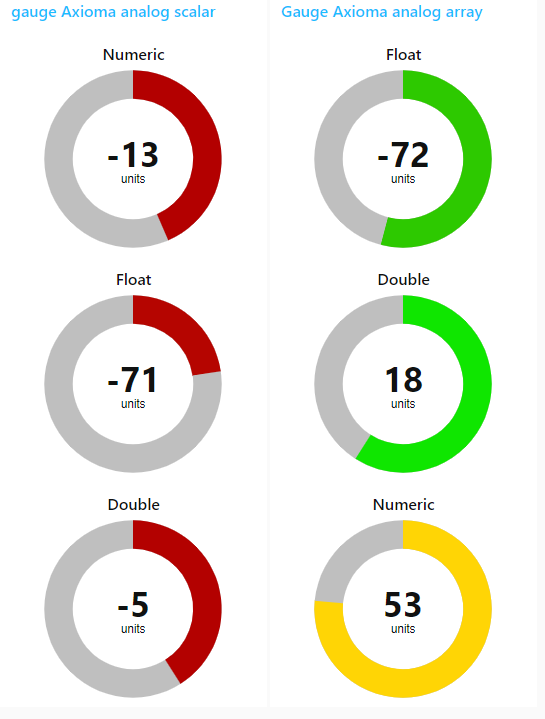 gauge Axioma analog scalar
Numeric
-13
units
Float
-71
units
Double
-5
units
Gauge Axioma analog array
Float
-72
units
Double
18
units
Numeric
53
units